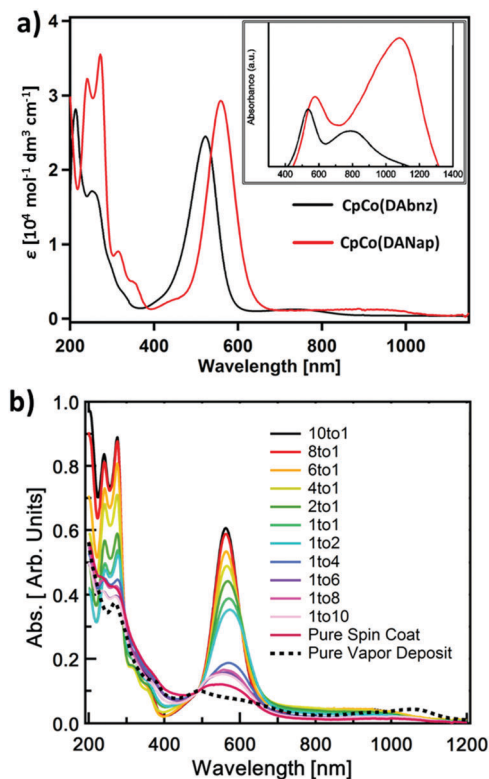 a)
ε [10⁴ mol⁻¹ dm³ cm⁻¹]
4
3
2
1
0
Absorbance (a.u.)
400 600 800 1000 1200 1400
CpCo(DAbnz)
CpCo(DANap)
200 400 600 800 1000
Wavelength [nm]
b)
Abs. [ Arb. Units]
1.0
0.8
0.6
0.4
0.2
0.0
10to1
8to1
6to1
4to1
2to1
1to1
1to2
1to4
1to6
1to8
1to10
Pure Spin Coat
Pure Vapor Deposit
200 400 600 800 1000 1200
Wavelength [nm]